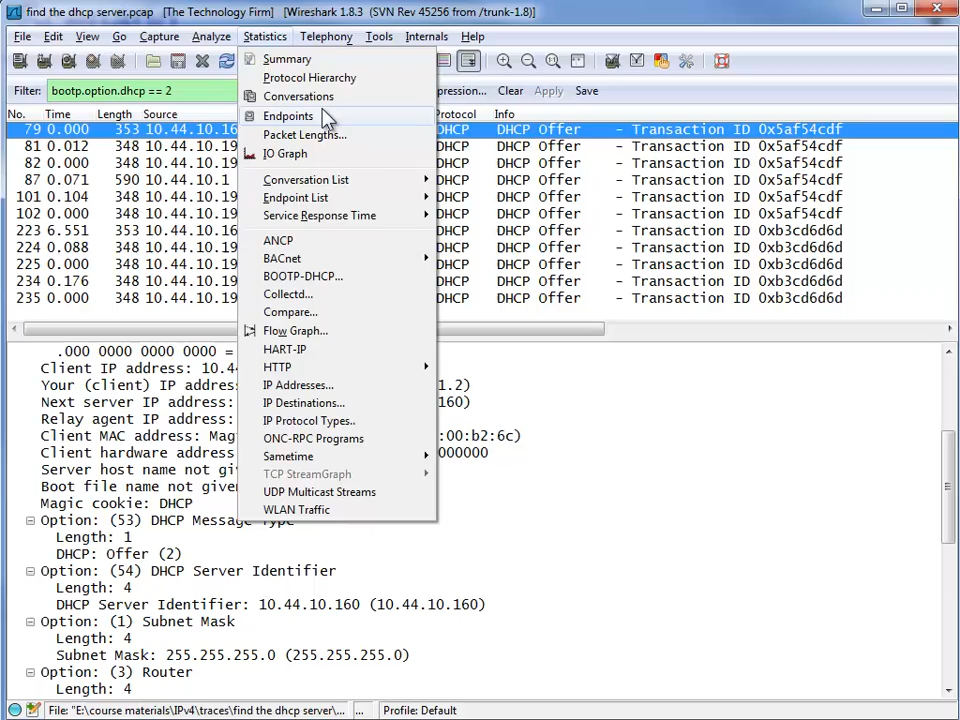 find the dhcp server.pcap [The Technology Firm] [Wireshark 1.8.3 (SVN Rev 45256 from /trunk-1.8)]
File Edit View Go Capture Analyze Statistics Telephony Tools Internals Help
Filter: bootp.option.dhcp == 2 pression... Clear Apply Save
No. Time Length Source Protocol Info
79 0.000 353 10.44.10.16 DHCP DHCP Offer - Transaction ID 0x5af54cdf
81 0.012 348 10.44.10.19 DHCP DHCP Offer - Transaction ID 0x5af54cdf
82 0.000 348 10.44.10.19 DHCP DHCP Offer - Transaction ID 0x5af54cdf
87 0.071 590 10.44.10.1 DHCP DHCP Offer - Transaction ID 0x5af54cdf
101 0.104 348 10.44.10.19 DHCP DHCP Offer - Transaction ID 0x5af54cdf
102 0.000 348 10.44.10.19 DHCP DHCP Offer - Transaction ID 0x5af54cdf
223 6.551 353 10.44.10.16 DHCP DHCP Offer - Transaction ID 0xb3cd6d6d
224 0.088 348 10.44.10.19 DHCP DHCP Offer - Transaction ID 0xb3cd6d6d
225 0.000 348 10.44.10.19 DHCP DHCP Offer - Transaction ID 0xb3cd6d6d
234 0.176 348 10.44.10.19 DHCP DHCP Offer - Transaction ID 0xb3cd6d6d
235 0.000 348 10.44.10.19 DHCP DHCP Offer - Transaction ID 0xb3cd6d6d
Summary
Protocol Hierarchy
Conversations
Endpoints
Packet Lengths...
IO Graph
Conversation List
Endpoint List
Service Response Time
ANCP
BACnet
BOOTP-DHCP...
Collectd...
Compare...
Flow Graph...
HART-IP
HTTP
IP Addresses...
IP Destinations...
IP Protocol Types..
ONC-RPC Programs
Sametime
TCP StreamGraph
UDP Multicast Streams
WLAN Traffic
.000 0000 0000 0000 =
Client IP address: 10.4
Your (client) IP addres 1.2)
Next server IP address: 160)
Relay agent IP address:
Client MAC address: Mag :00:b2:6c)
Client hardware address 000000
Server host name not gi
Boot file name not give
Magic cookie: DHCP
Option: (53) DHCP Message Type
Length: 1
DHCP: Offer (2)
Option: (54) DHCP Server Identifier
Length: 4
DHCP Server Identifier: 10.44.10.160 (10.44.10.160)
Option: (1) Subnet Mask
Length: 4
Subnet Mask: 255.255.255.0 (255.255.255.0)
Option: (3) Router
Length: 4
File: "E:\course materials\IPv4\traces\find the dhcp server\... ... Profile: Default